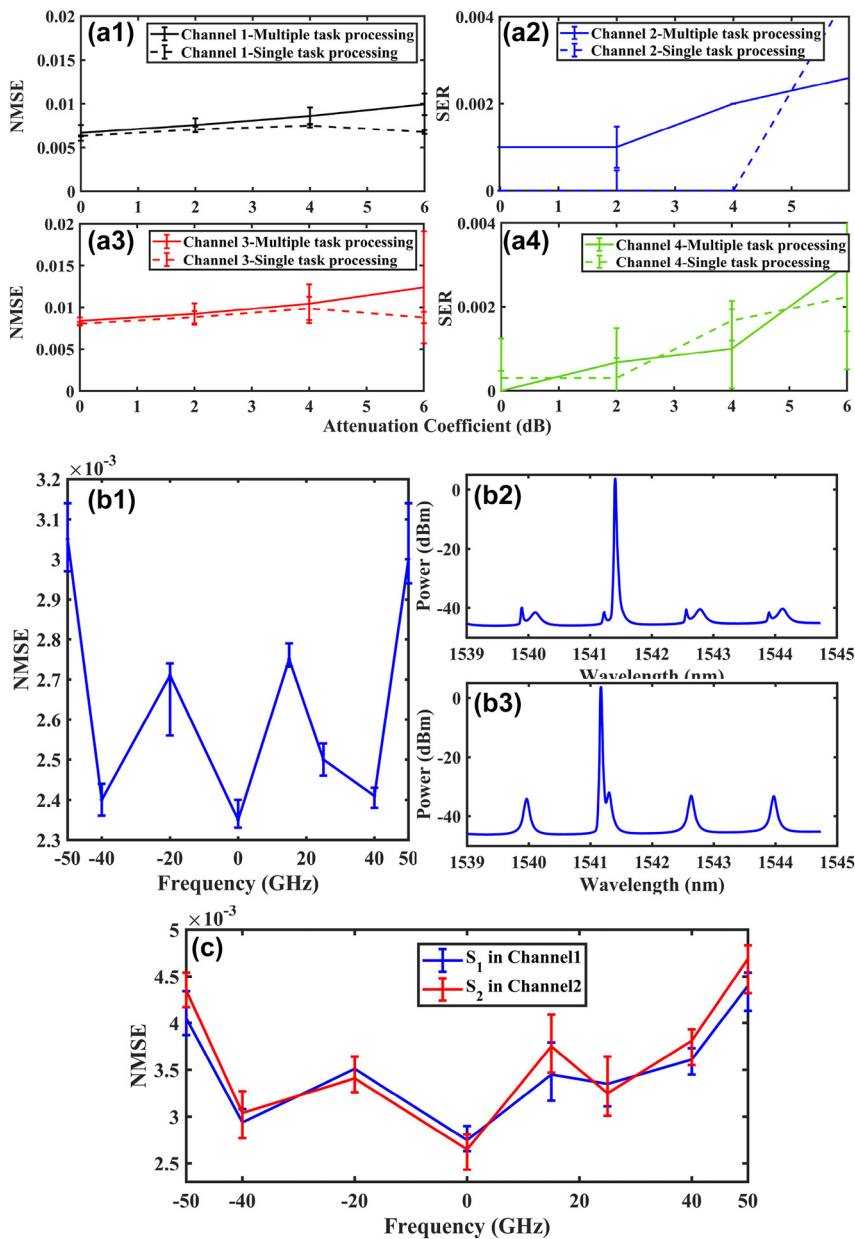 (a1)
Channel 1-Multiple task processing
Channel 1-Single task processing
NMSE
0.02
0.015
0.01
0.005
0
0 1 2 3 4 5 6
(a2)
Channel 2-Multiple task processing
Channel 2-Single task processing
SER
0.004
0.002
0
0 1 2 3 4 5
(a3)
Channel 3-Multiple task processing
Channel 3-Single task processing
NMSE
0.02
0.015
0.01
0.005
0
0 1 2 3 4 5 6
(a4)
Channel 4-Multiple task processing
Channel 4-Single task processing
SER
0.004
0.002
0
0 1 2 3 4 5 6
Attenuation Coefficient (dB)
×10⁻³
(b1)
NMSE
3.2
3.1
3
2.9
2.8
2.7
2.6
2.5
2.4
2.3
-50 -40 -20 0 20 40 50
Frequency (GHz)
(b2)
Power (dBm)
0
-20
-40
1539 1540 1541 1542 1543 1544 1545
Wavelength (nm)
(b3)
Power (dBm)
0
-20
-40
1539 1540 1541 1542 1543 1544 1545
Wavelength (nm)
×10⁻³
(c)
S₁ in Channel1
S₂ in Channel2
NMSE
5
4.5
4
3.5
3
2.5
-50 -40 -20 0 20 40 50
Frequency (GHz)